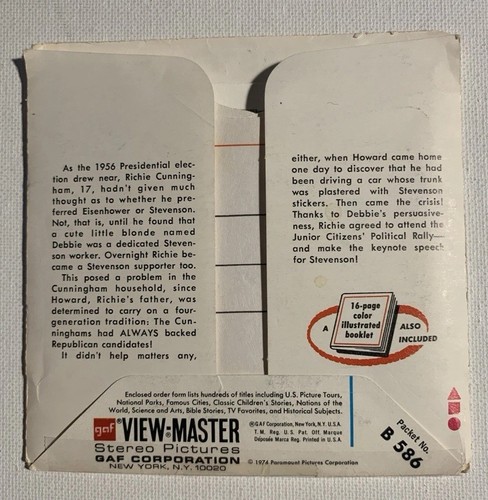 As the 1956 Presidential elec-
tion drew near, Richie Cunning-
ham, 17, hadn't given much
thought as to whether he pre-
ferred Eisenhower or Stevenson.
Not, that is, until he found that
a cute little blonde named
Debbie was a dedicated Steven-
son worker. Overnight Richie be-
came a Stevenson supporter too.
This posed a problem in the
Cunningham household, since
Howard, Richie's father, was
determined to carry on a four-
generation tradition: The Cun-
ninghams had ALWAYS backed
Republican candidates!
It didn't help matters any,
either, when Howard came home
one day to discover that he had
been driving a car whose trunk
was plastered with Stevenson
stickers. Then came the crisis!
Thanks to Debbie's persuasive-
ness, Richie agreed to attend the
Junior Citizens' Political Rally—
and make the keynote speech
for Stevenson!
A
16-page
color
illustrated
booklet
ALSO
INCLUDED
Enclosed order form lists hundreds of titles including U.S. Picture Tours,
National Parks, Famous Cities, Classic Children's Stories, Nations of the
World, Science and Arts, Bible Stories, TV Favorites, and Historical Subjects.
gaf ®VIEW-MASTER
Stereo Pictures
GAF CORPORATION
NEW YORK, N.Y. 10020
®GAF Corporation, New York, N.Y. U.S.A.
T. M. Reg. U.S. Pat. Off. Marque
Déposée Marca Reg. Printed in U.S.A.
© 1974 Paramount Pictures Corporation
Packet No.
B 586